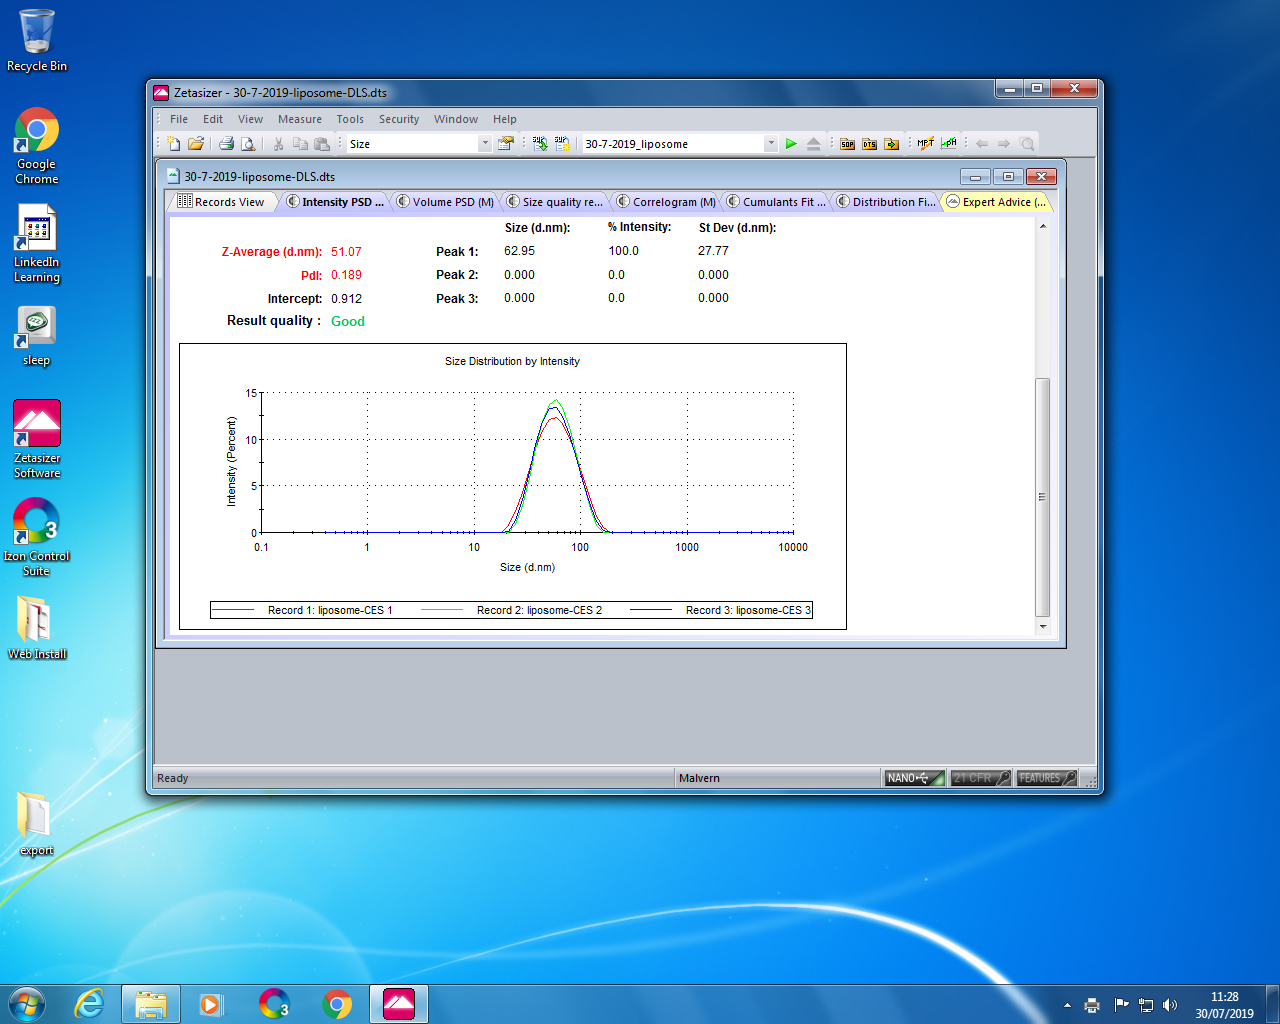 Recycle Bin
Google
Chrome
LinkedIn
Learning
sleep
Zetasizer
Software
3
Izon Control
Suite
Web Install
export
Zetasizer - 30-7-2019-liposome-DLS.dts
File Edit View Measure Tools Security Window Help
Size 30-7-2019_liposome SOP DTS MPT pH
30-7-2019-liposome-DLS.dts
Records View Intensity PSD ... Volume PSD (M) Size quality re... Correlogram (M) Cumulants Fit ... Distribution Fi... Expert Advice (...
Size (d.nm): % Intensity: St Dev (d.nm):
Z-Average (d.nm): 51.07 Peak 1: 62.95 100.0 27.77
PdI: 0.189 Peak 2: 0.000 0.0 0.000
Intercept: 0.912 Peak 3: 0.000 0.0 0.000
Result quality : Good
Size Distribution by Intensity
Intensity (Percent)
15
10
5
0
0.1 1 10 100 1000 10000
Size (d.nm)
Record 1: liposome-CES 1 Record 2: liposome-CES 2 Record 3: liposome-CES 3
Ready Malvern NANO 21 CFR FEATURES
3
11:28
30/07/2019